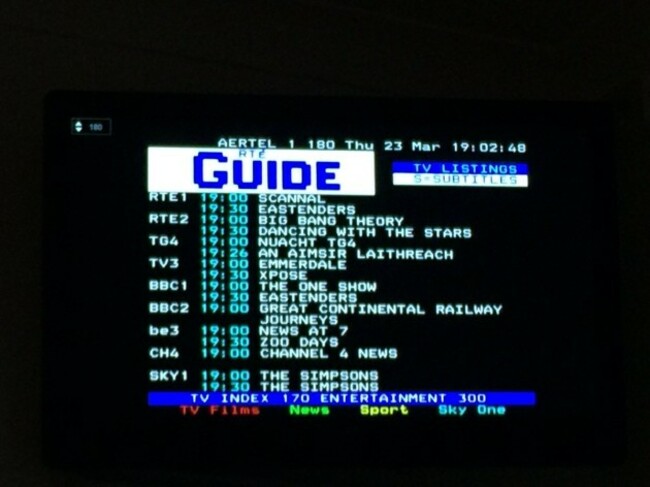 180
AERTEL 1 180 Thu 23 Mar 19:02:48
RTÉ
GUIDE
TV LISTINGS
S-SUBTITLES
RTE1 19:00 SCANNAL
19:30 EASTENDERS
RTE2 19:00 BIG BANG THEORY
19:30 DANCING WITH THE STARS
TG4 19:00 NUACHT TG4
19:26 AN AIMSIR LAITHREACH
TV3 19:00 EMMERDALE
19:30 XPOSE
BBC1 19:00 THE ONE SHOW
19:30 EASTENDERS
BBC2 19:00 GREAT CONTINENTAL RAILWAY
JOURNEYS
be3 19:00 NEWS AT 7
19:30 ZOO DAYS
CH4 19:00 CHANNEL 4 NEWS
SKY1 19:00 THE SIMPSONS
19:30 THE SIMPSONS
TV INDEX 170 ENTERTAINMENT 300
TV Films News Sport Sky One